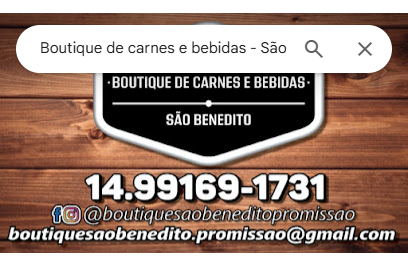 Boutique de carnes e bebidas - São
·BOUTIQUE DE CARNES E BEBIDAS·
SÃO BENEDITO
14.99169-1731
@boutiquesaobeneditopromissao
boutiquesaobenedito.promissao@gmail.com